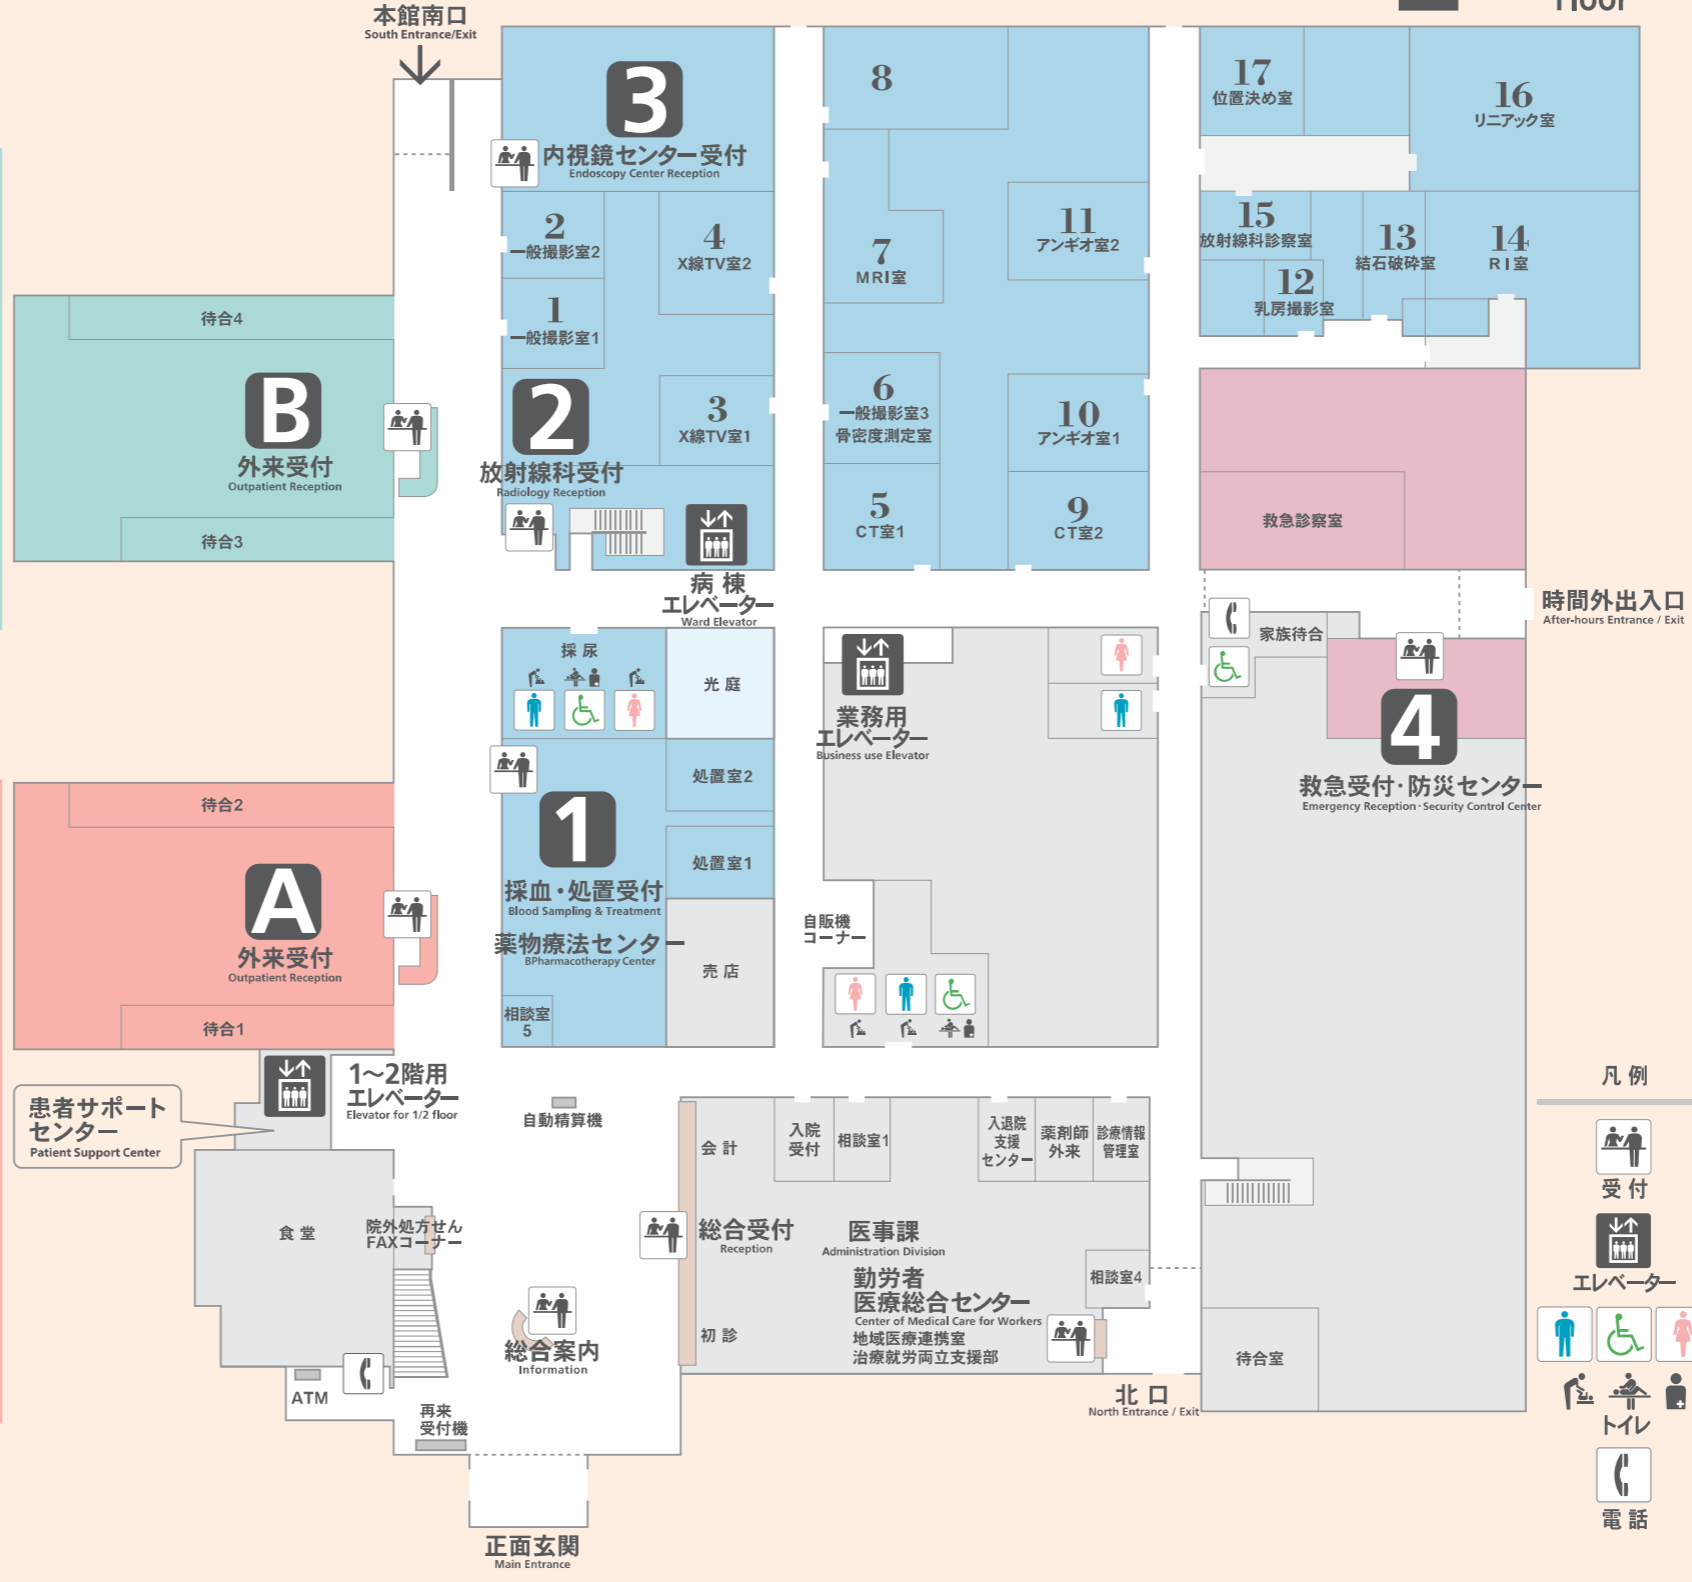 Floor
本館南口
South Entrance/Exit
3
内視鏡センター受付
Endoscopy Center Reception
2
一般撮影室2
4
X線TV室2
1
一般撮影室1
3
X線TV室1
2
放射線科受付
Radiology Reception
病棟
エレベーター
Ward Elevator
8
7
MRI室
11
アンギオ室2
6
一般撮影室3
骨密度測定室
10
アンギオ室1
5
CT室1
9
CT室2
17
位置決め室
16
リニアック室
15
放射線科診察室
13
結石破砕室
14
RI室
12
乳房撮影室
救急診察室
時間外出入口
After-hours Entrance / Exit
家族待合
4
救急受付・防災センター
Emergency Reception・Security Control Center
待合4
B
外来受付
Outpatient Reception
待合3
待合2
A
外来受付
Outpatient Reception
待合1
採尿
光庭
処置室2
処置室1
1
採血・処置受付
Blood Sampling & Treatment
薬物療法センター
BPharmacotherapy Center
売店
相談室
5
業務用
エレベーター
Business use Elevator
自販機
コーナー
1〜2階用
エレベーター
Elevator for 1/2 floor
患者サポート
センター
Patient Support Center
自動精算機
食堂
院外処方せん
FAXコーナー
ATM
再来
受付機
総合案内
Information
正面玄関
Main Entrance
会計
入院
受付
相談室1
入退院
支援
センター
薬剤師
外来
診療情報
管理室
総合受付
Reception
医事課
Administration Division
勤労者
医療総合センター
Center of Medical Care for Workers
地域医療連携室
治療就労両立支援部
初診
相談室4
北口
North Entrance / Exit
待合室
凡例
受付
エレベーター
トイレ
電話